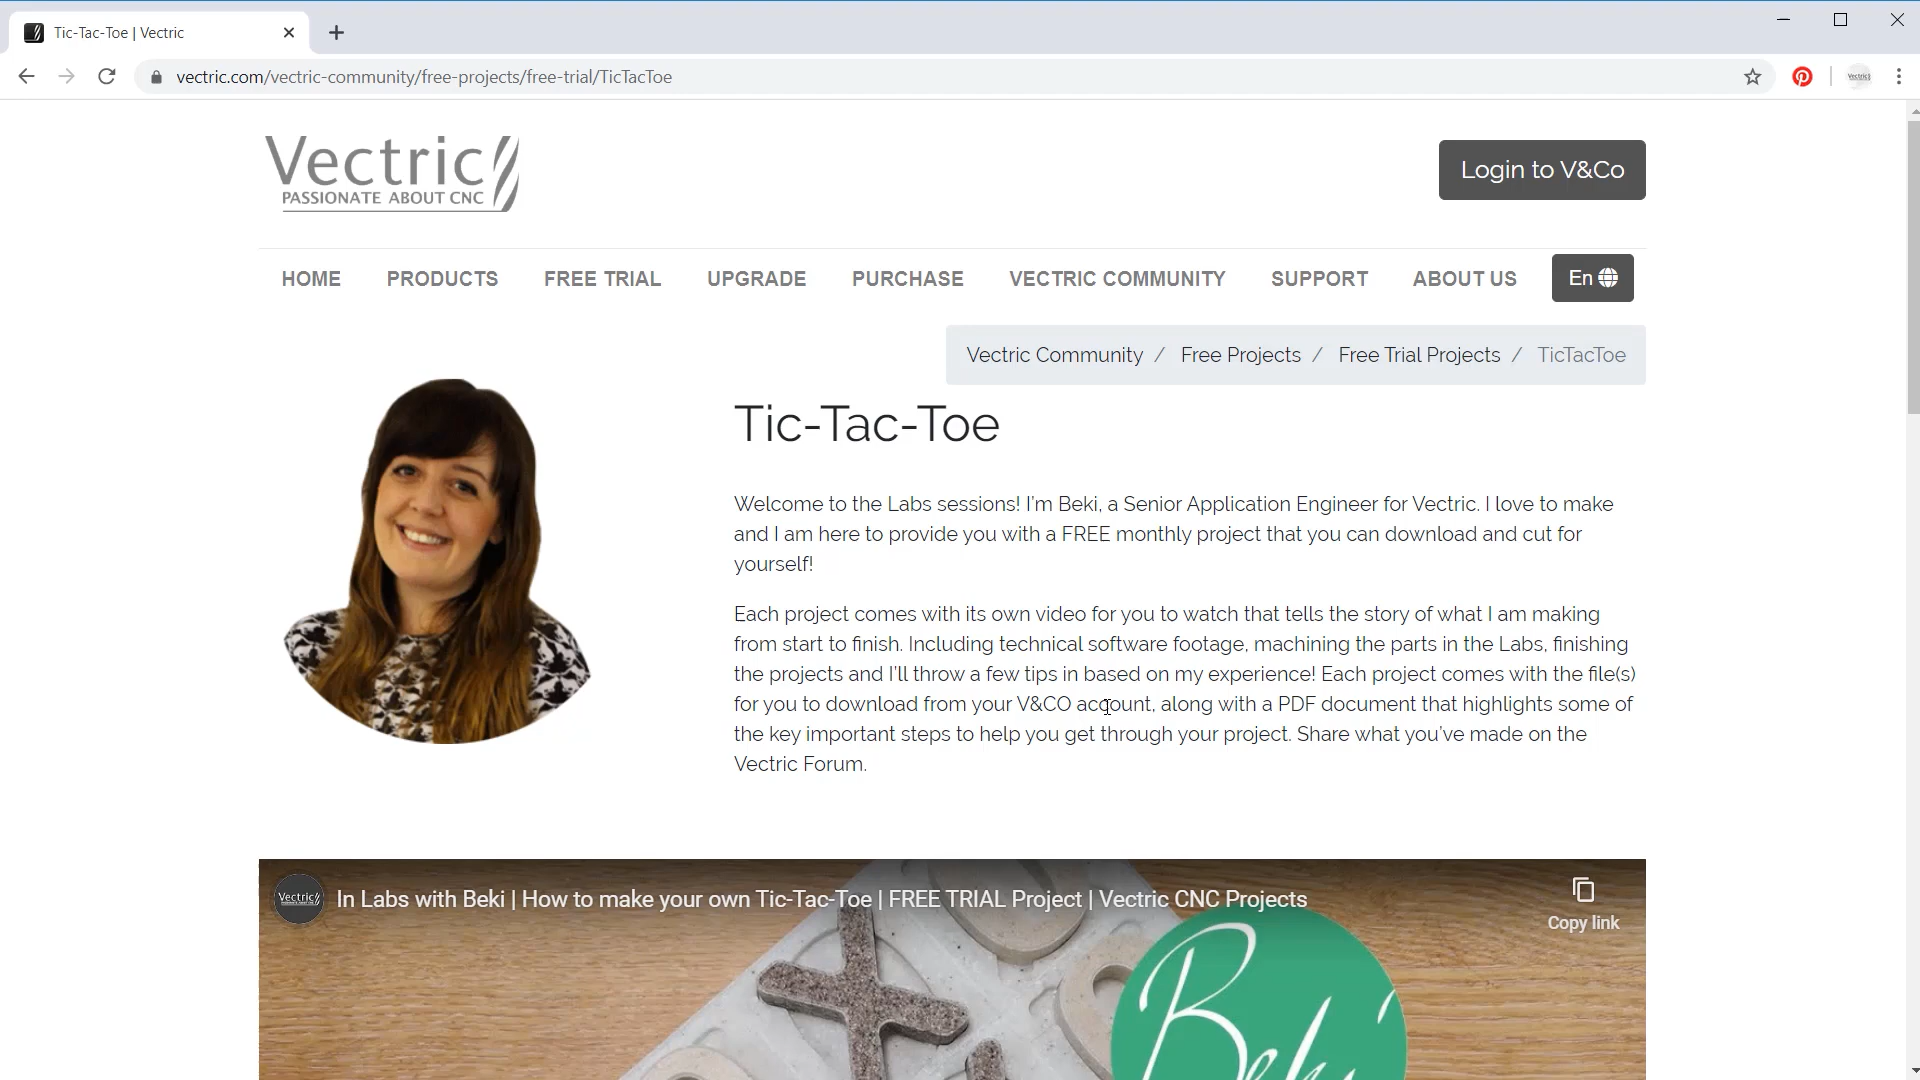 Tic-Tac-Toe | Vectric
vectric.com/vectric-community/free-projects/free-trial/TicTacToe
Vectric
PASSIONATE ABOUT CNC
Login to V&Co
HOME PRODUCTS FREE TRIAL UPGRADE PURCHASE VECTRIC COMMUNITY SUPPORT ABOUT US En
Vectric Community / Free Projects / Free Trial Projects / TicTacToe
Tic-Tac-Toe
Welcome to the Labs sessions! I'm Beki, a Senior Application Engineer for Vectric. I love to make
and I am here to provide you with a FREE monthly project that you can download and cut for
yourself!
Each project comes with its own video for you to watch that tells the story of what I am making
from start to finish. Including technical software footage, machining the parts in the Labs, finishing
the projects and I'll throw a few tips in based on my experience! Each project comes with the file(s)
for you to download from your V&CO account, along with a PDF document that highlights some of
the key important steps to help you get through your project. Share what you've made on the
Vectric Forum.
Vectric
In Labs with Beki | How to make your own Tic-Tac-Toe | FREE TRIAL Project | Vectric CNC Projects
Copy link
Beki's